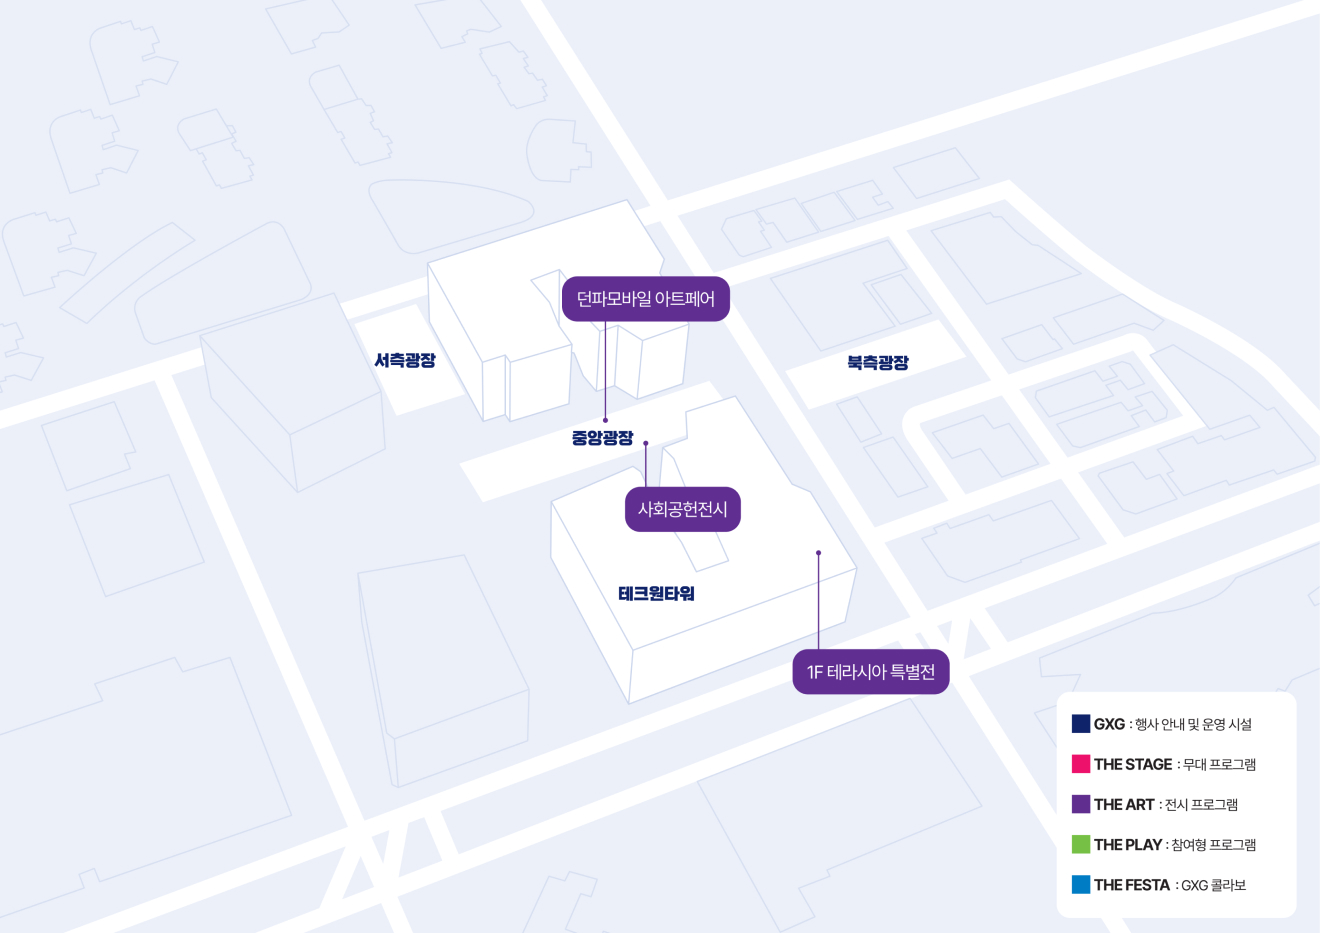 던파모바일 아트페어
서측광장
북측광장
중앙광장
사회공헌전시
테크원타워
1F 테라시아 특별전
GXG : 행사 안내 및 운영 시설
THE STAGE : 무대 프로그램
THE ART : 전시 프로그램
THE PLAY : 참여형 프로그램
THE FESTA : GXG 콜라보